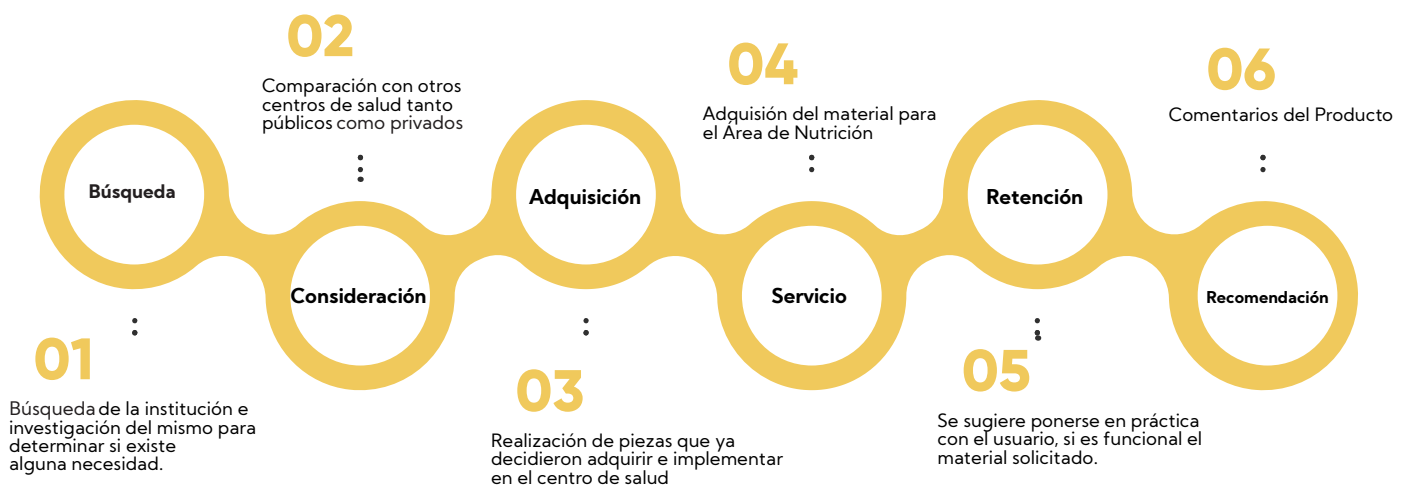 01
Búsqueda
Búsqueda de la institución e
investigación del mismo para
determinar si existe
alguna necesidad.
02
Comparación con otros
centros de salud tanto
públicos como privados
Consideración
Adquisición
03
Realización de piezas que ya
decidieron adquirir e implementar
en el centro de salud
04
Adquisión del material para
el Área de Nutrición
Servicio
Retención
05
Se sugiere ponerse en práctica
con el usuario, si es funcional el
material solicitado.
06
Comentarios del Producto
Recomendación